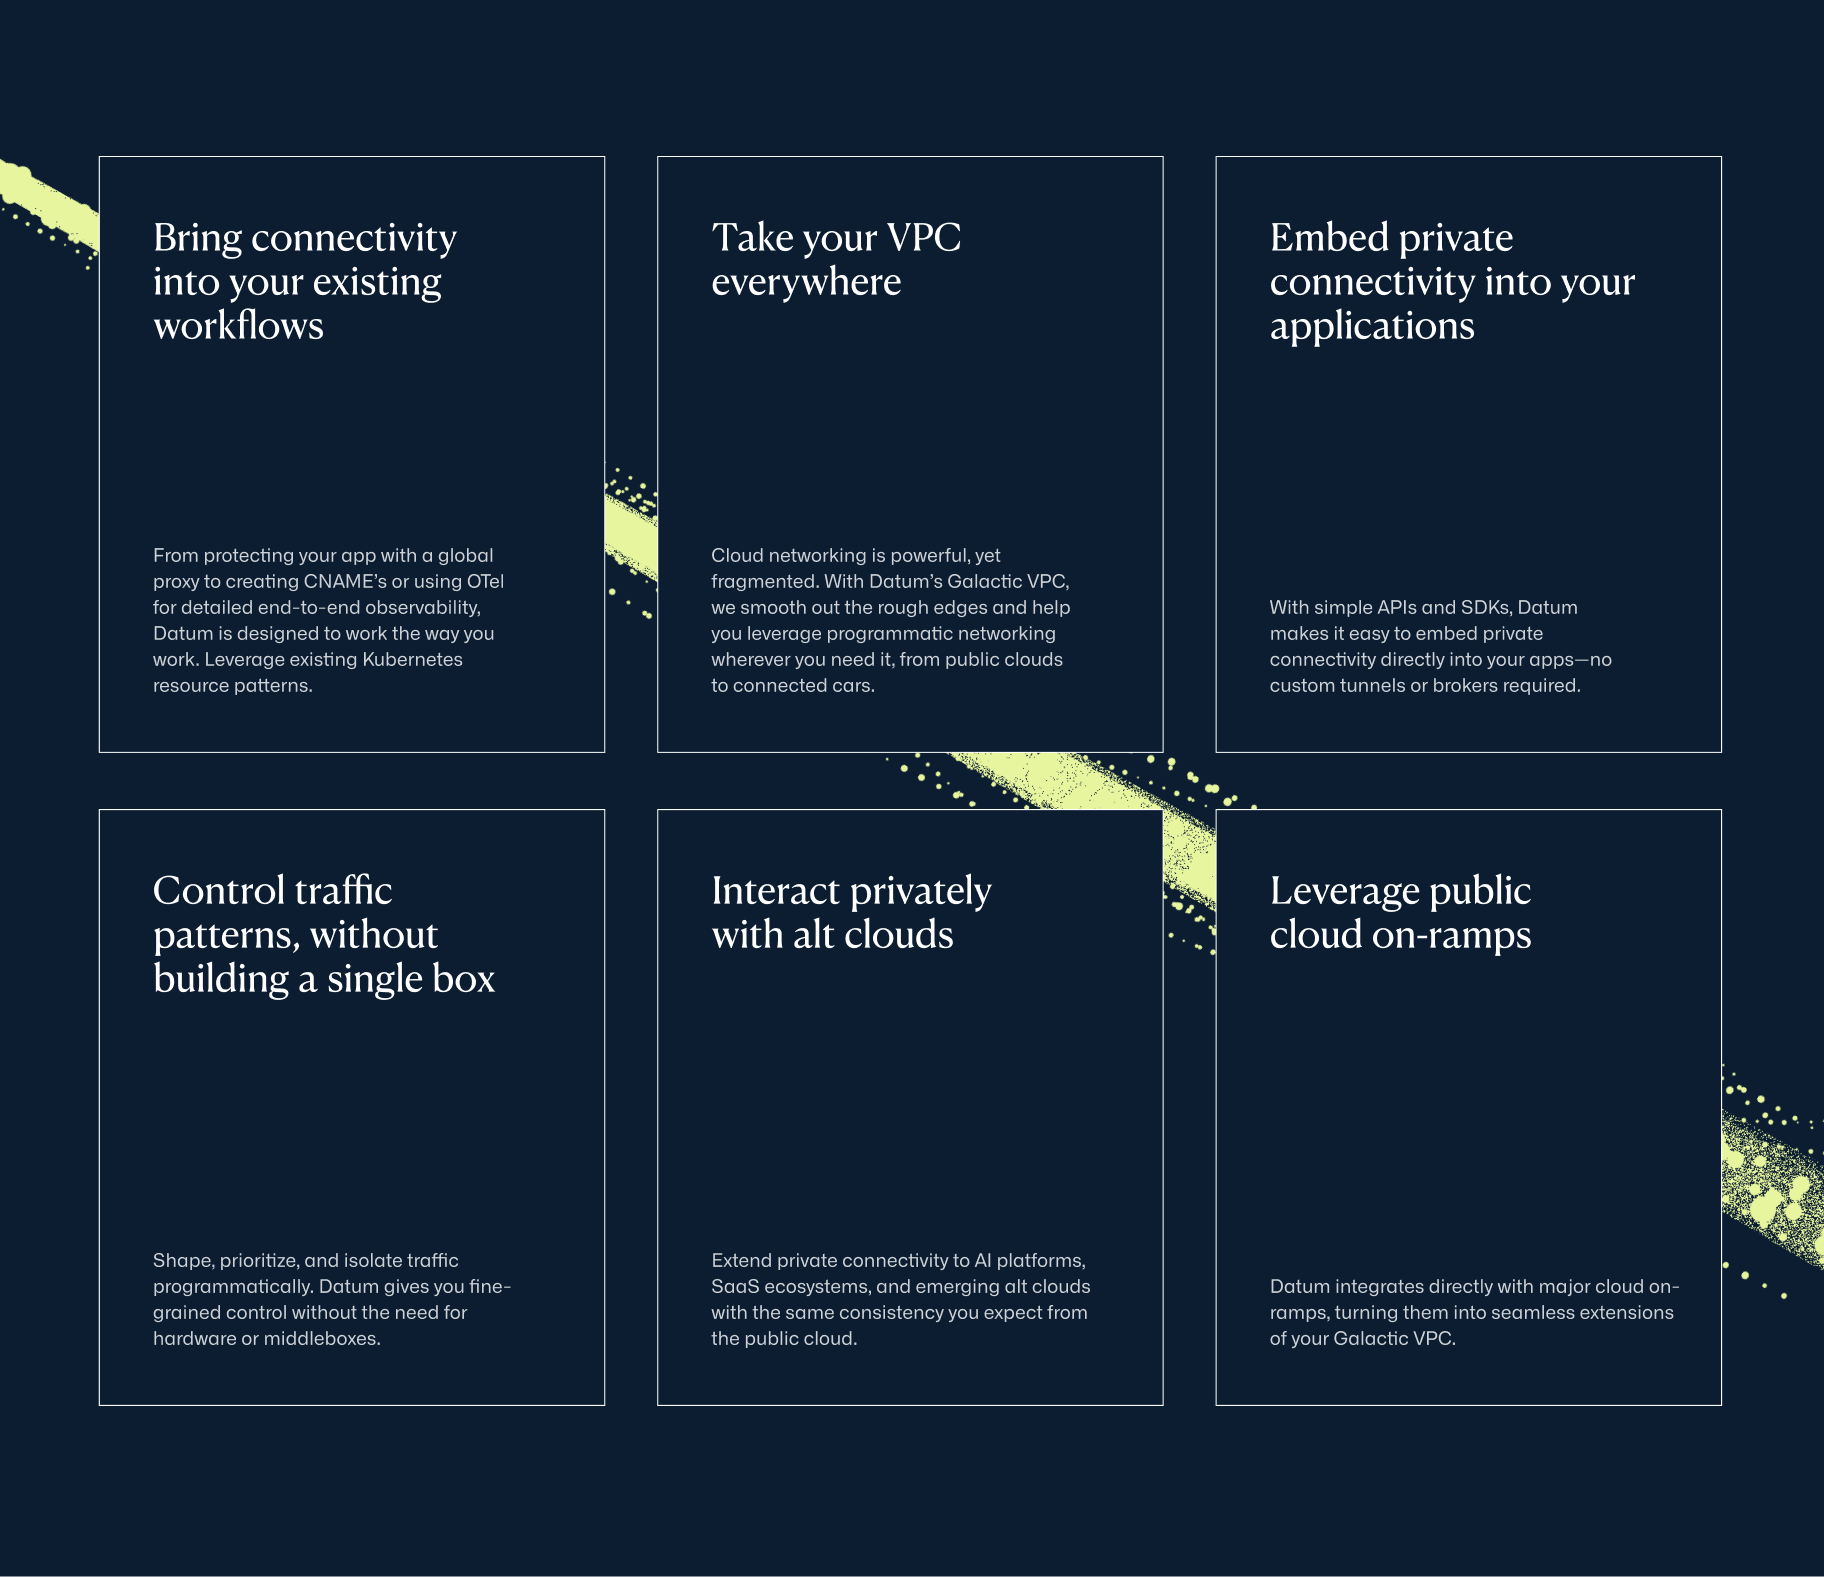 Bring connectivity
into your existing
workflows
From protecting your app with a global
proxy to creating CNAME’s or using OTel
for detailed end-to-end observability,
Datum is designed to work the way you
work. Leverage existing Kubernetes
resource patterns.
Take your VPC
everywhere
Cloud networking is powerful, yet
fragmented. With Datum’s Galactic VPC,
we smooth out the rough edges and help
you leverage programmatic networking
wherever you need it, from public clouds
to connected cars.
Embed private
connectivity into your
applications
With simple APIs and SDKs, Datum
makes it easy to embed private
connectivity directly into your apps—no
custom tunnels or brokers required.
Control traffic
patterns, without
building a single box
Shape, prioritize, and isolate traffic
programmatically. Datum gives you fine-
grained control without the need for
hardware or middleboxes.
Interact privately
with alt clouds
Extend private connectivity to AI platforms,
SaaS ecosystems, and emerging alt clouds
with the same consistency you expect from
the public cloud.
Leverage public
cloud on-ramps
Datum integrates directly with major cloud on-
ramps, turning them into seamless extensions
of your Galactic VPC.